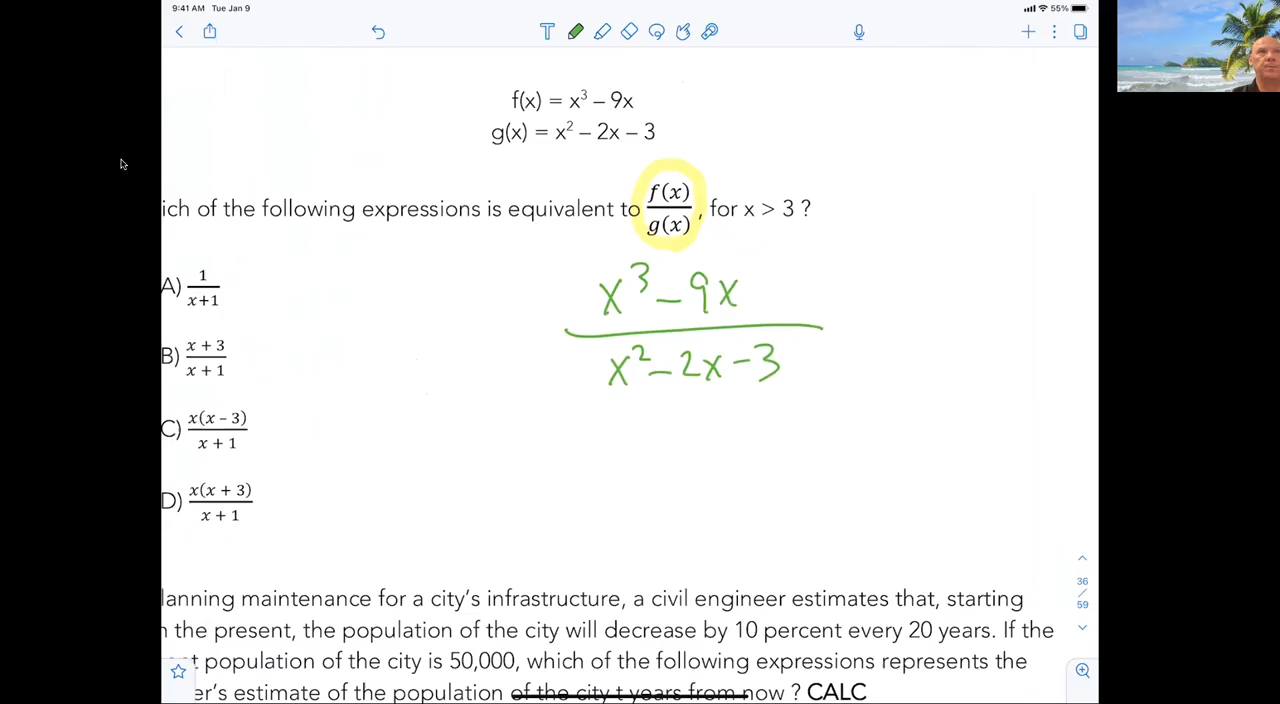 9:41 AM Tue Jan 9
55%
f(x) = x³ – 9x
g(x) = x² – 2x – 3
ich of the following expressions is equivalent to f(x)/g(x), for x > 3 ?
x³ – 9x
x² – 2x – 3
A) 1/x+1
B) x + 3/x + 1
C) x(x – 3)/x + 1
D) x(x + 3)/x + 1
36
/
59
lanning maintenance for a city's infrastructure, a civil engineer estimates that, starting
the present, the population of the city will decrease by 10 percent every 20 years. If the
t population of the city is 50,000, which of the following expressions represents the
er's estimate of the population of the city t years from now ? CALC